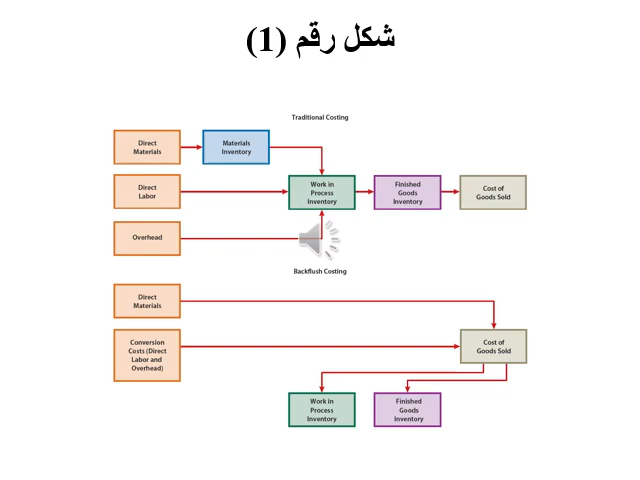 شكل رقم (1)
Traditional Costing
Direct
Materials
Materials
Inventory
Direct
Labor
Work in
Process
Inventory
Finished
Goods
Inventory
Cost of
Goods Sold
Overhead
Backflush Costing
Direct
Materials
Conversion
Costs (Direct
Labor and
Overhead)
Cost of
Goods Sold
Work in
Process
Inventory
Finished
Goods
Inventory